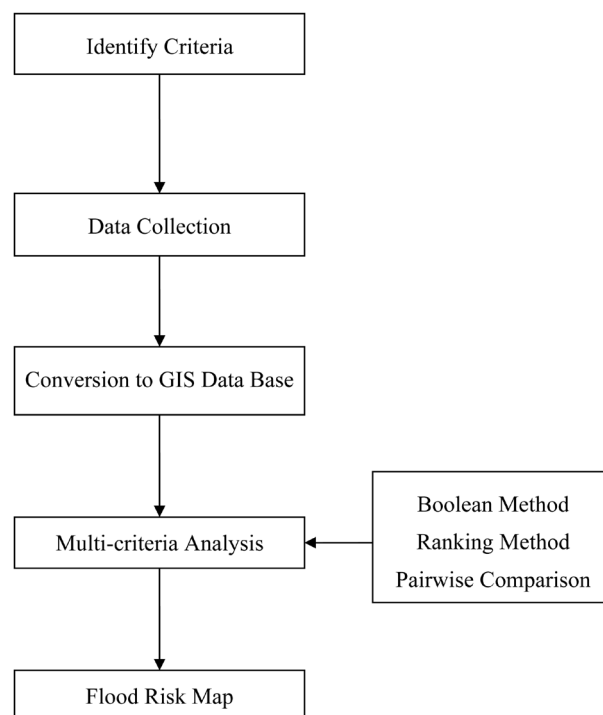 Identify Criteria
Data Collection
Conversion to GIS Data Base
Multi-criteria Analysis
Boolean Method
Ranking Method
Pairwise Comparison
Flood Risk Map